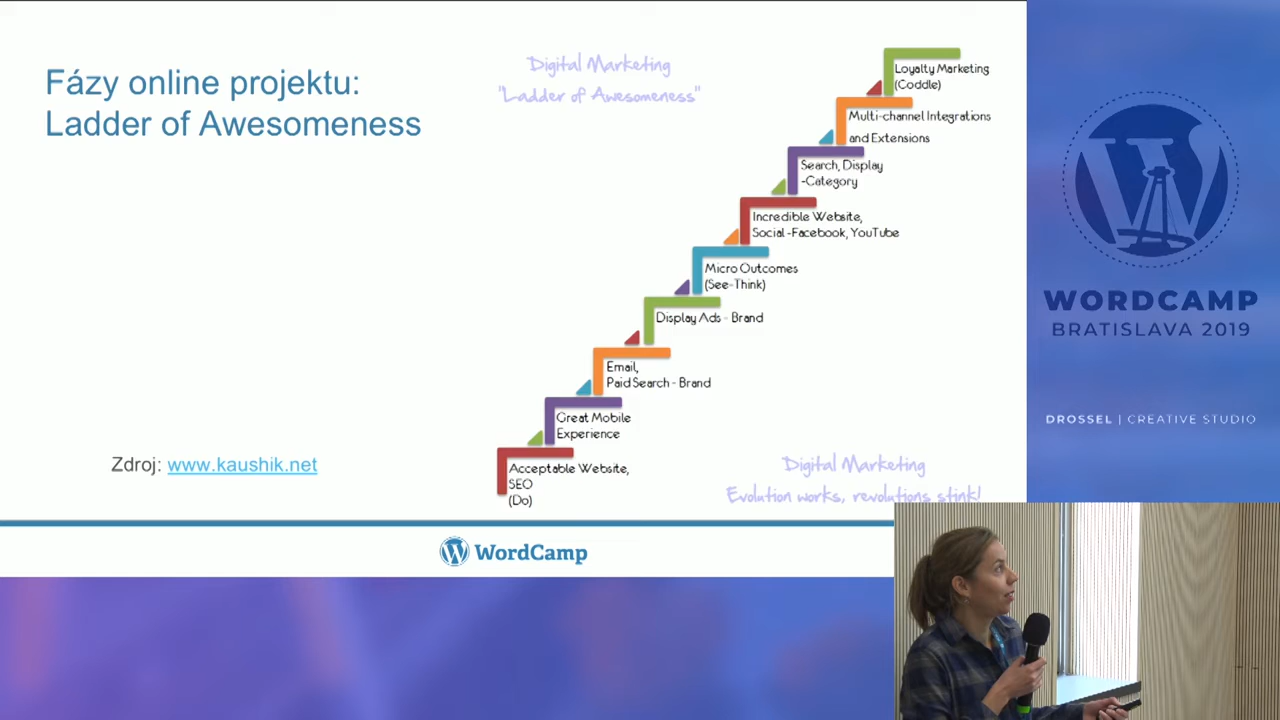 Fázy online projektu:
Ladder of Awesomeness
Digital Marketing
"Ladder of Awesomeness"
Loyalty Marketing
(Coddle)
Multi-channel Integrations
and Extensions
Search, Display
-Category
Incredible Website,
Social -Facebook, YouTube
Micro Outcomes
(See-Think)
Display Ads - Brand
Email,
Paid Search - Brand
Great Mobile
Experience
Acceptable Website,
SEO
(Do)
Zdroj: www.kaushik.net
Digital Marketing
Evolution works, revolutions stink!
WordCamp
WORDCAMP
BRATISLAVA 2019
DROSSEL | CREATIVE STUDIO